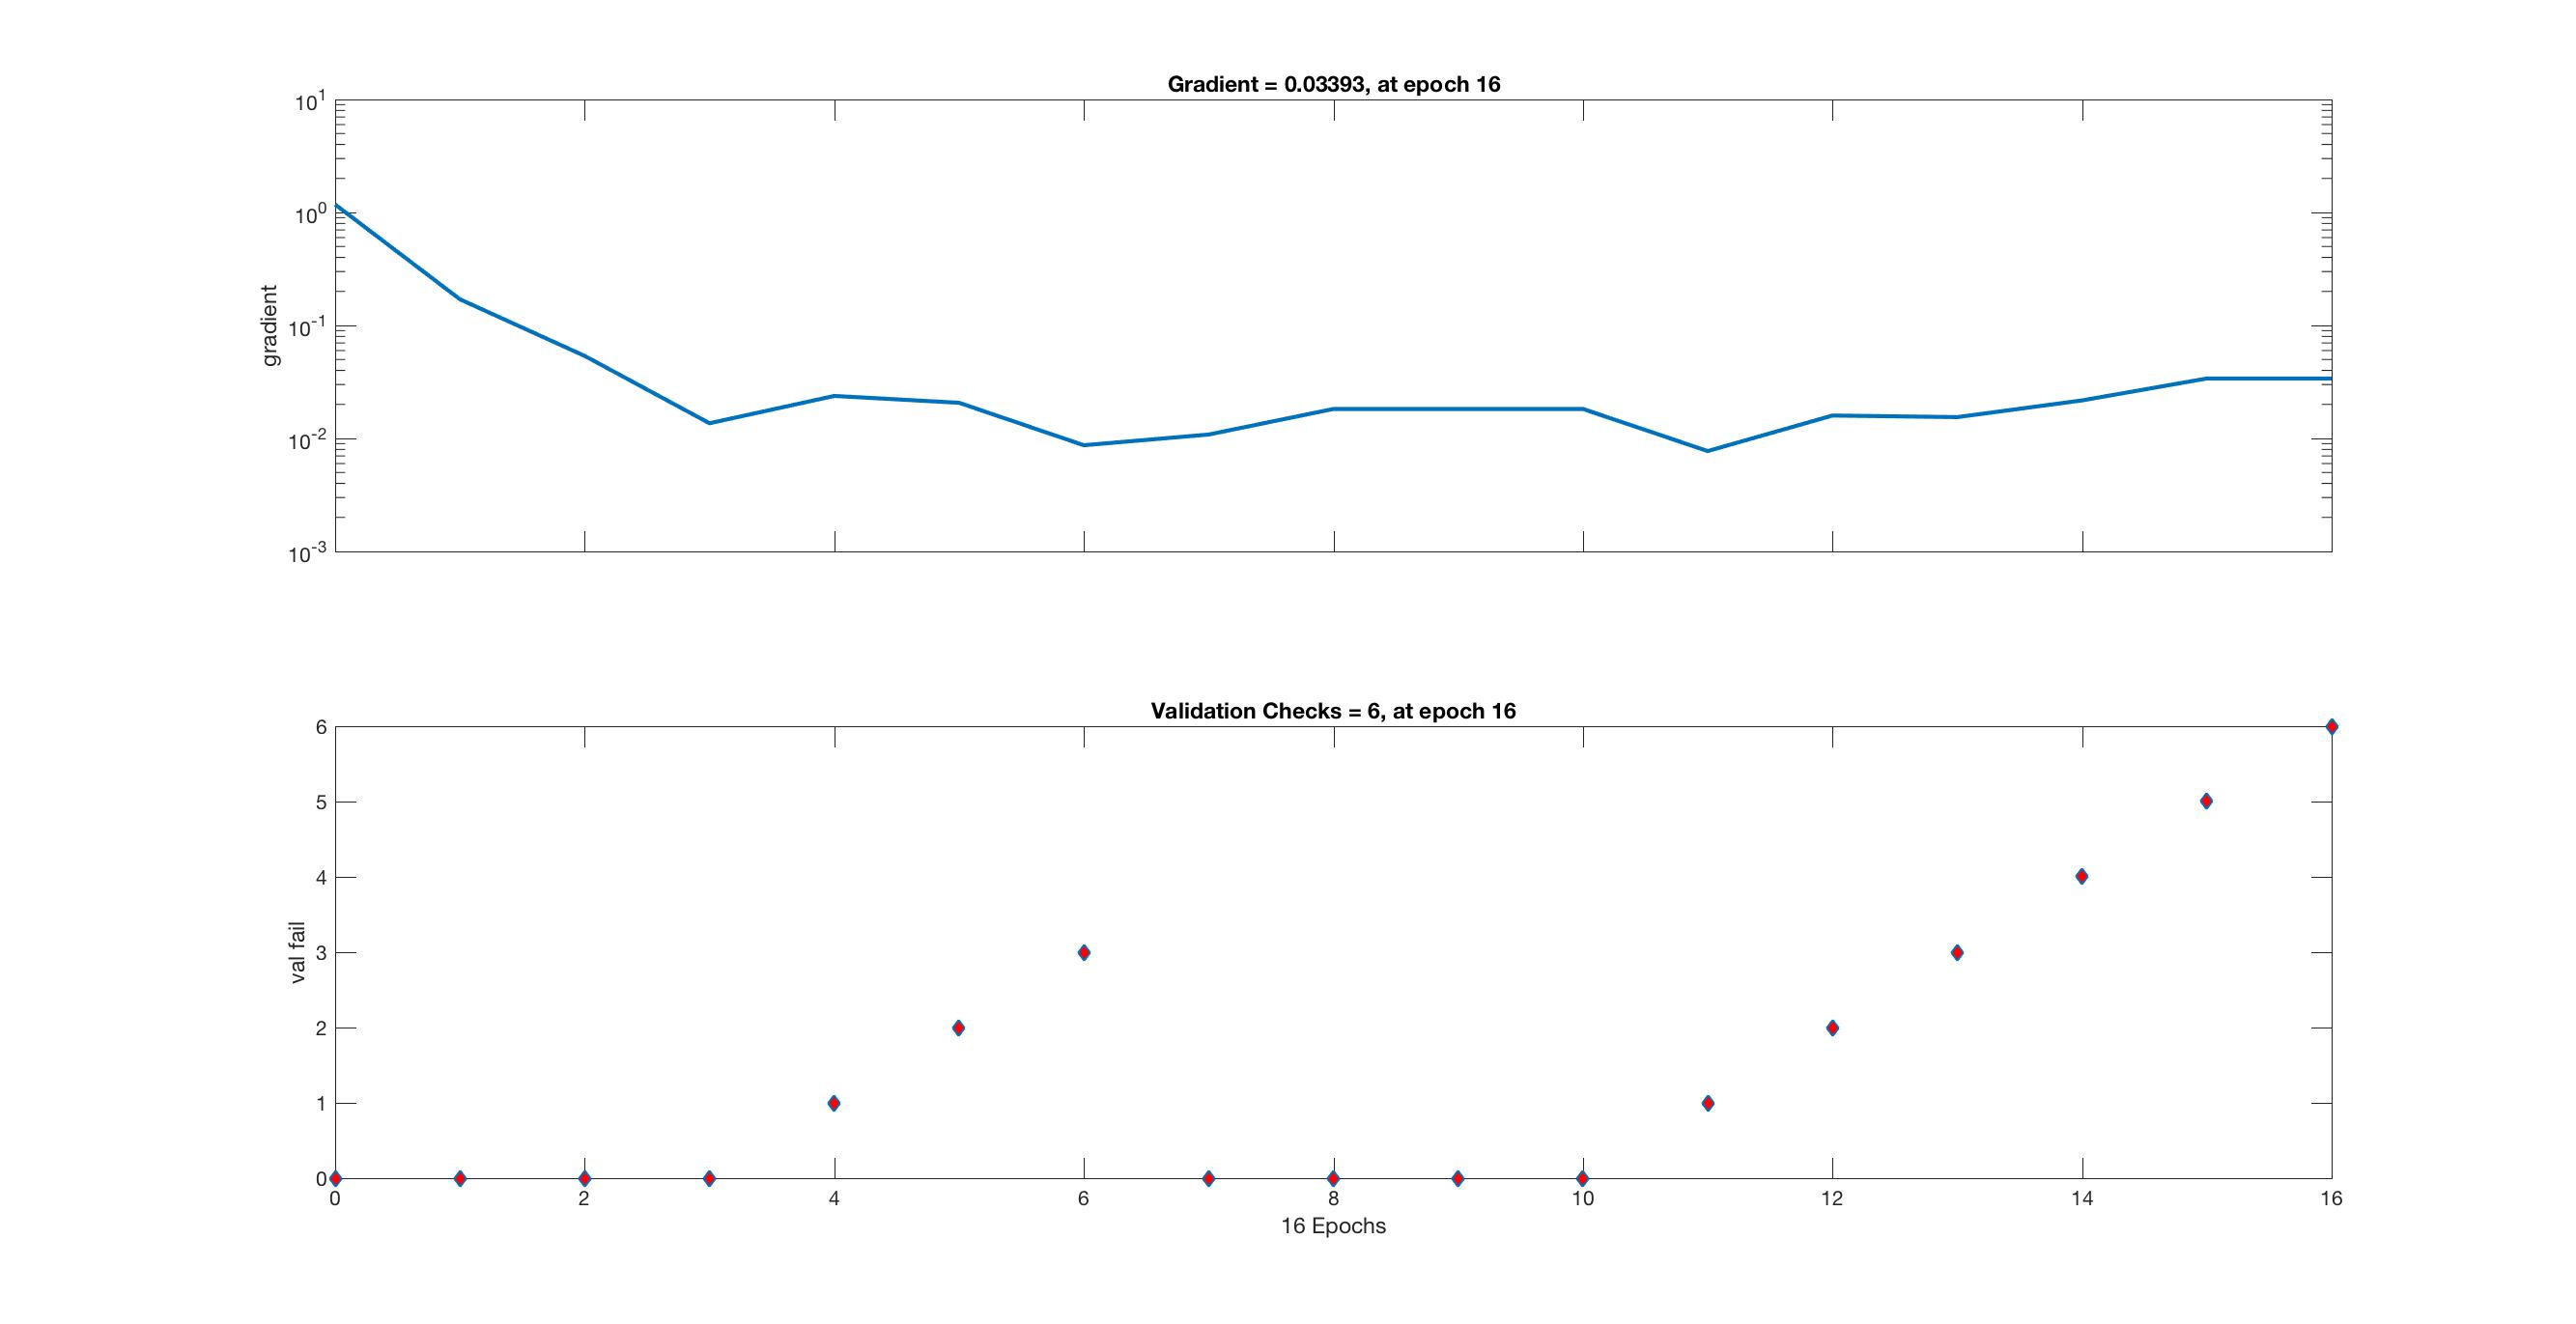 Gradient = 0.03393, at epoch 16
10^1
10^0
10^-1
10^-2
10^-3
gradient
Validation Checks = 6, at epoch 16
6
5
4
3
2
1
0
val fail
0 2 4 6 8 10 12 14 16
16 Epochs